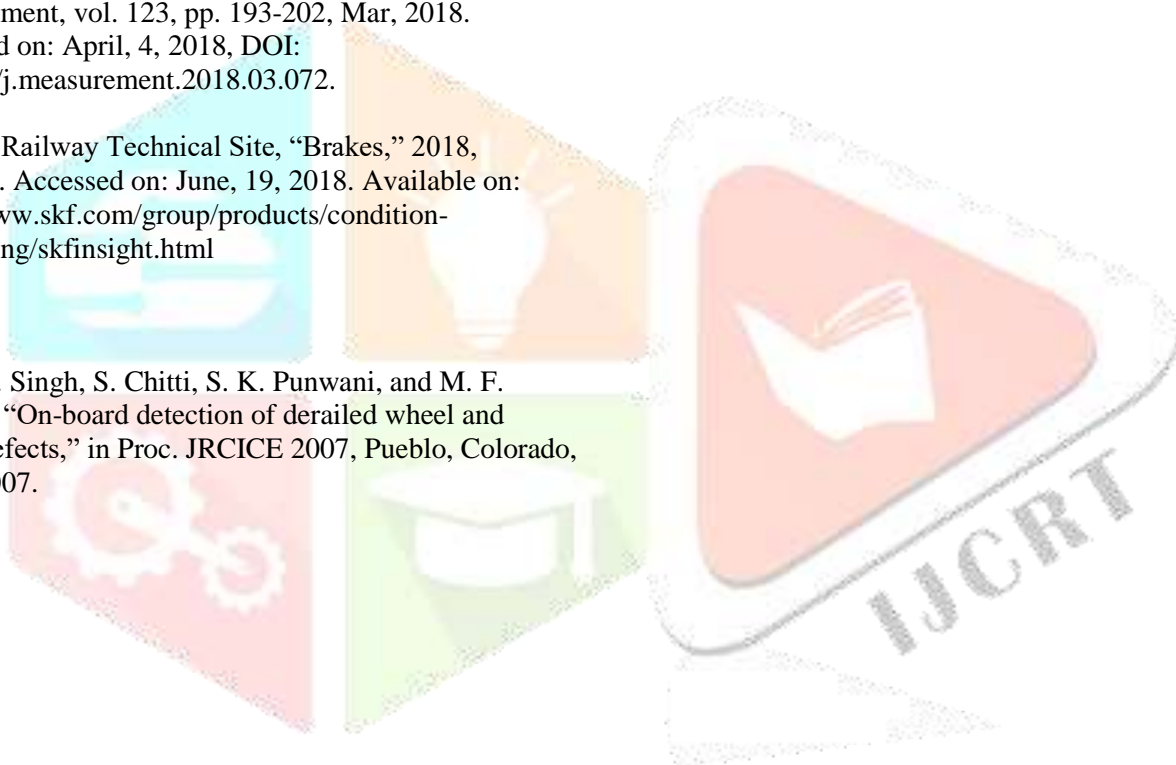 ment, vol. 123, pp. 193-202, Mar, 2018.
d on: April, 4, 2018, DOI:
/j.measurement.2018.03.072.
Railway Technical Site, “Brakes,” 2018,
. Accessed on: June, 19, 2018. Available on:
ww.skf.com/group/products/condition-
ng/skfinsight.html
. Singh, S. Chitti, S. K. Punwani, and M. F.
“On-board detection of derailed wheel and
efects,” in Proc. JRCICE 2007, Pueblo, Colorado,
007.
IJCRT